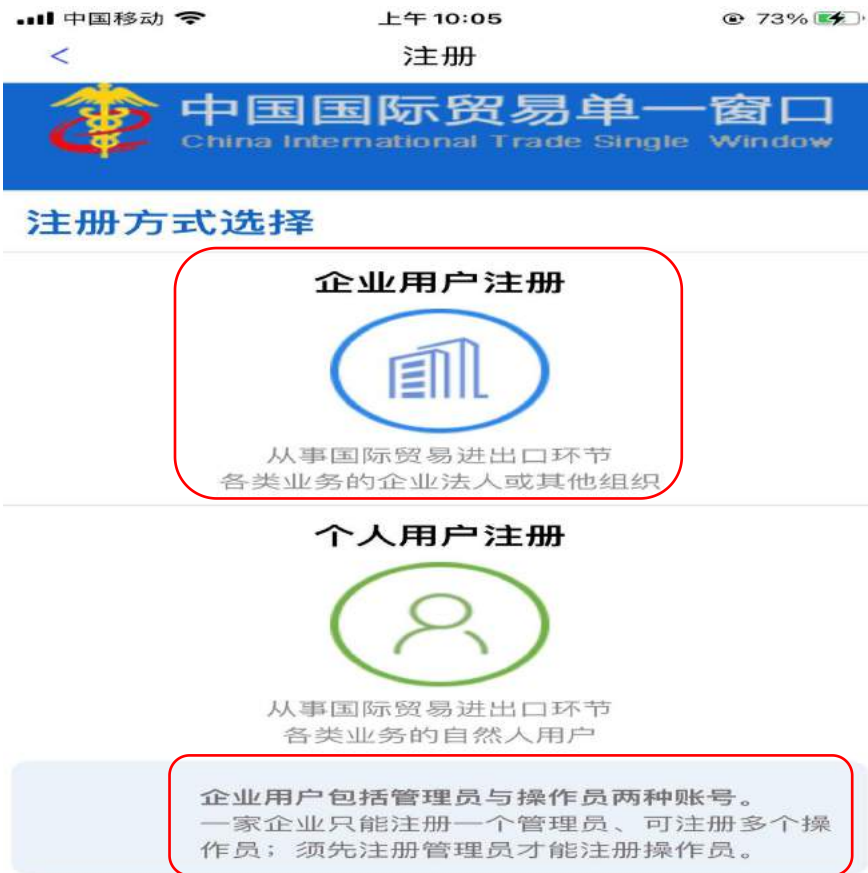 中国移动 上午 10:05 73%
< 注册
中国国际贸易单一窗口
China International Trade Single Window
注册方式选择
企业用户注册
从事国际贸易进出口环节
各类业务的企业法人或其他组织
个人用户注册
从事国际贸易进出口环节
各类业务的自然人用户
企业用户包括管理员与操作员两种账号。
一家企业只能注册一个管理员、可注册多个操
作员；须先注册管理员才能注册操作员。